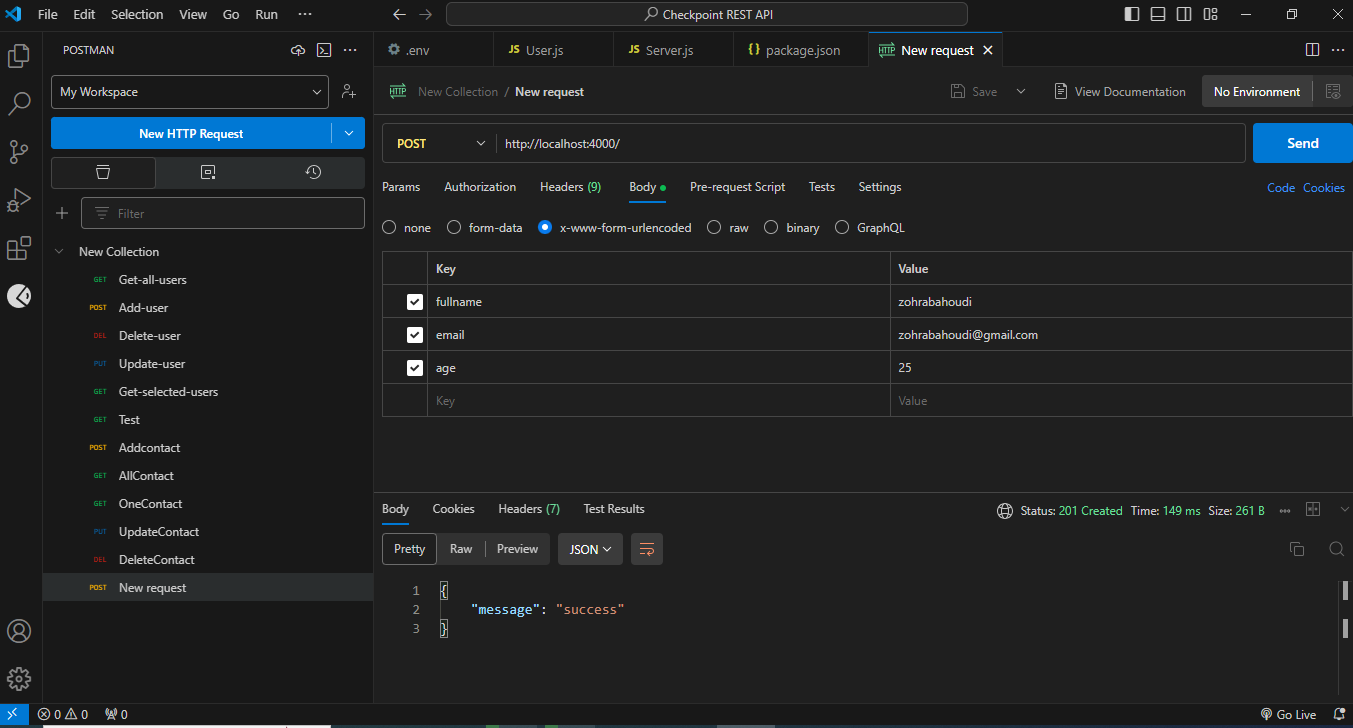 File Edit Selection View Go Run ··· Checkpoint REST API
POSTMAN
.env
JS User.js
JS Server.js
{} package.json
HTTP New request
My Workspace
HTTP New Collection / New request
Save
View Documentation
No Environment
New HTTP Request
POST http://localhost:4000/
Send
Params Authorization Headers (9) Body Pre-request Script Tests Settings Code Cookies
Filter
none form-data x-www-form-urlencoded raw binary GraphQL
Key Value
fullname zohrabahoudi
email zohrabahoudi@gmail.com
age 25
Key Value
New Collection
GET Get-all-users
POST Add-user
DEL Delete-user
PUT Update-user
GET Get-selected-users
GET Test
POST Addcontact
GET AllContact
GET OneContact
PUT UpdateContact
DEL DeleteContact
POST New request
Body Cookies Headers (7) Test Results Status: 201 Created Time: 149 ms Size: 261 B
Pretty Raw Preview JSON
1 {
2 "message": "success"
3 }
0 0 0 Go Live